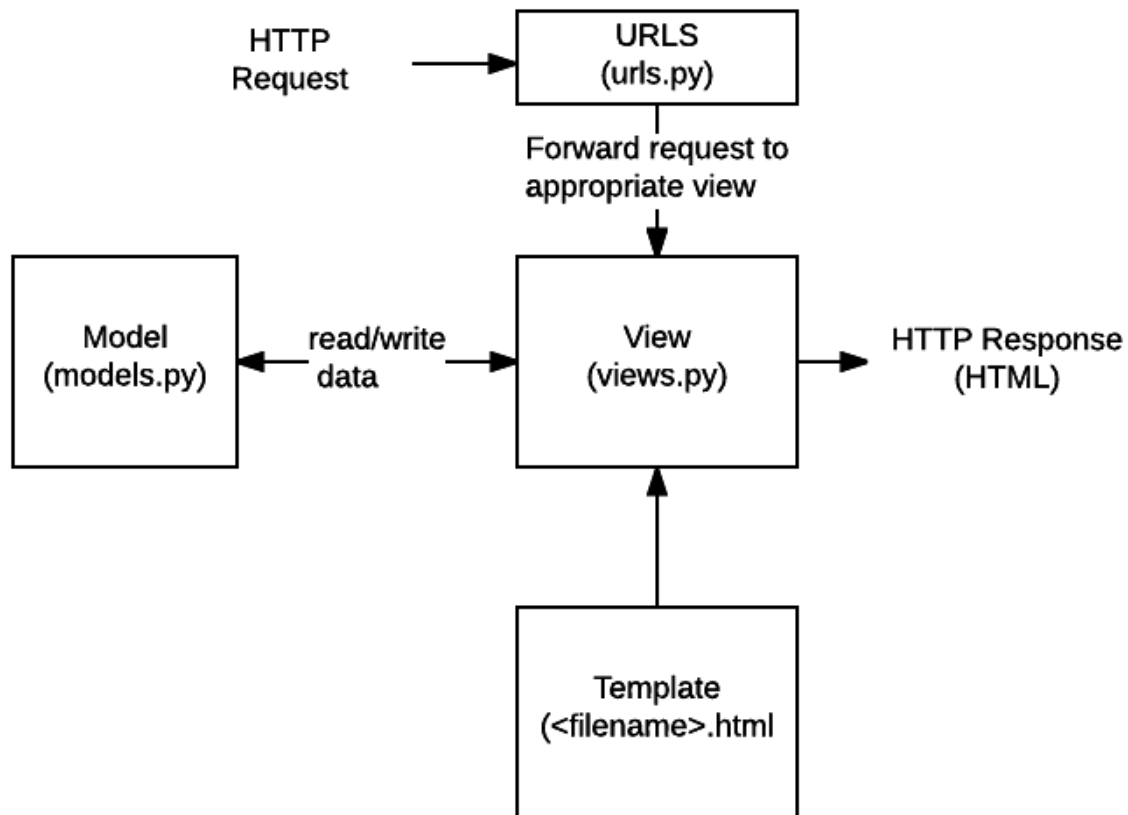 HTTP
Request
URLS
(urls.py)
Forward request to
appropriate view
Model
(models.py)
read/write
data
View
(views.py)
HTTP Response
(HTML)
Template
(<filename>.html